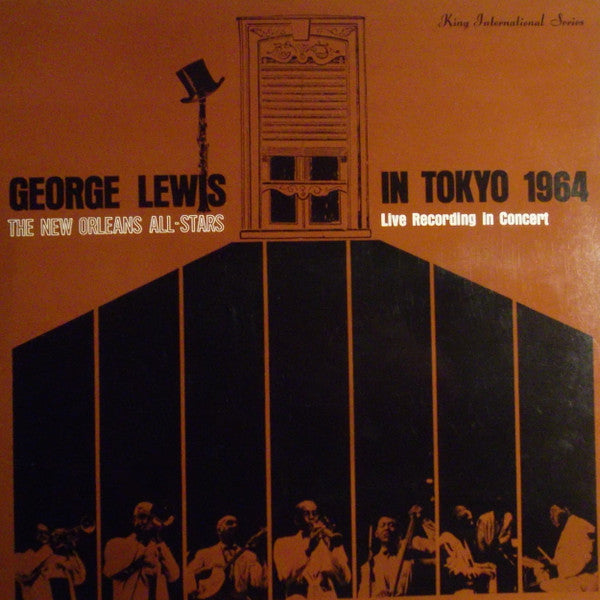 King International Series
GEORGE LEWIS
IN TOKYO 1964
THE NEW ORLEANS ALL-STARS
Live Recording in Concert